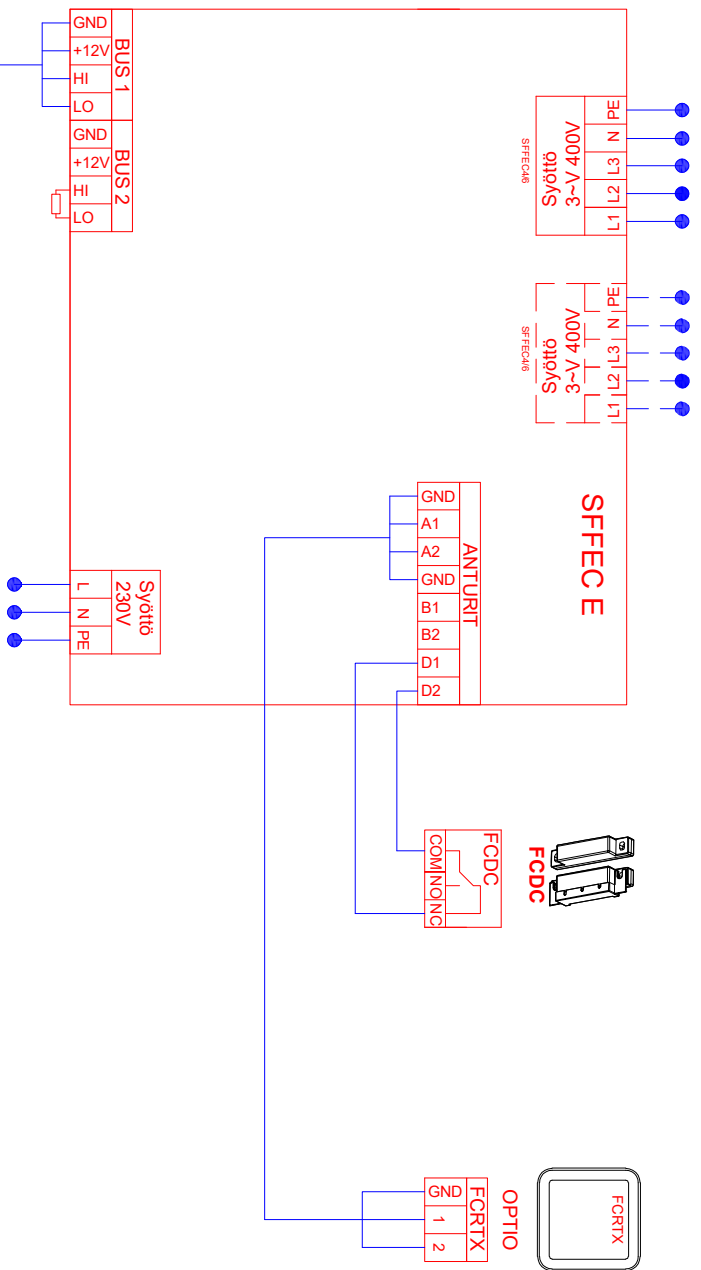 GND
+12V
HI
LO
BUS 1
GND
+12V
HI
LO
BUS 2
PE
N
L3
L2
L1
Syöttö
3~V 400V
SFFEC4/6
PE
N
L3
L2
L1
Syöttö
3~V 400V
SFFEC4/6
SFFEC E
GND
A1
A2
GND
B1
B2
D1
D2
ANTURIT
Syöttö
230V
L
N
PE
FCDC
COM
NO
NC
FCDC
FCRTX
OPTIO
FCRTX
GND
1
2